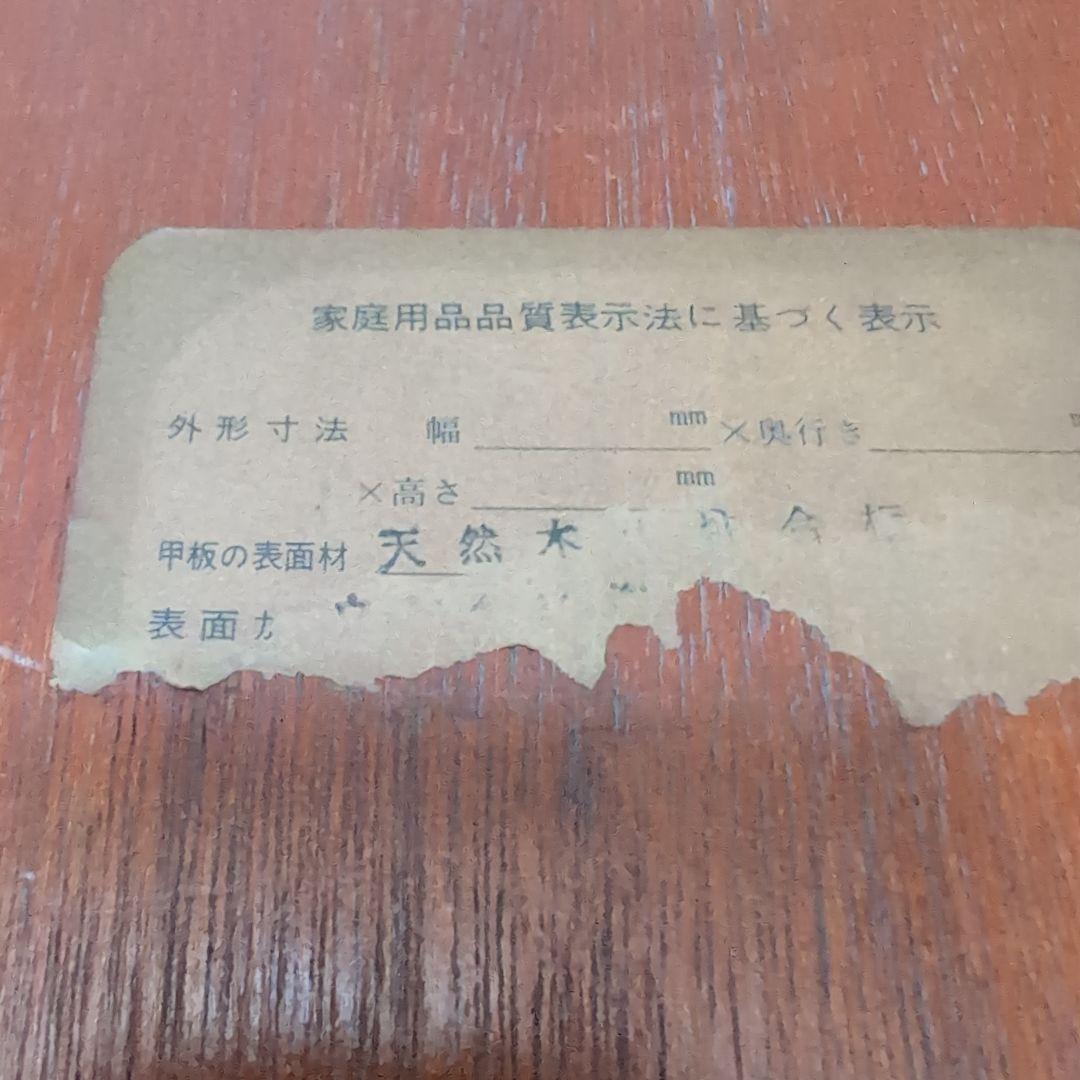 家庭用品品質表示法に基づく表示
外形寸法 幅 mm ×奥行き
×高さ mm
甲板の表面材 天然木 合板
表面